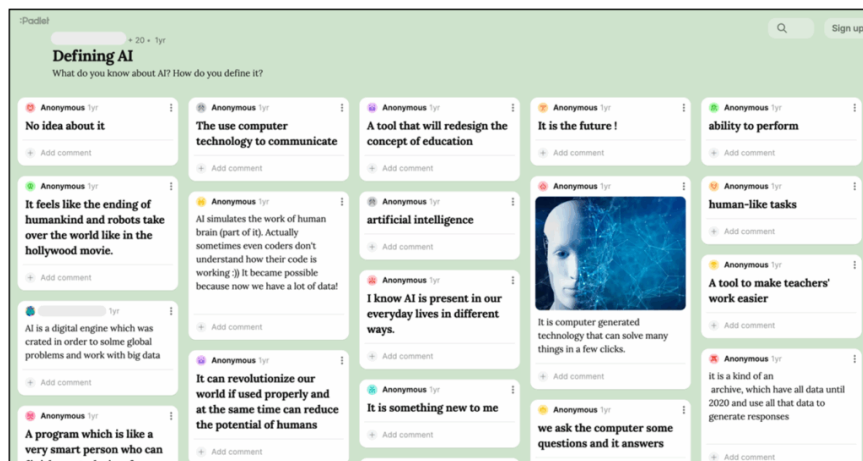 :Padlet
+ 20 • 1yr
Sign up
Defining AI
What do you know about AI? How do you define it?
Anonymous 1yr
No idea about it
Add comment
Anonymous 1yr
It feels like the ending of
humankind and robots take
over the world like in the
hollywood movie.
Add comment
1yr
AI is a digital engine which was
crated in order to solme global
problems and work with big data
Add comment
Anonymous 1yr
A program which is like a
very smart person who can
Anonymous 1yr
The use computer
technology to communicate
Add comment
Anonymous 1yr
AI simulates the work of human
brain (part of it). Actually
sometimes even coders don't
understand how their code is
working :)) It became possible
because now we have a lot of data!
Add comment
Anonymous 1yr
It can revolutionize our
world if used properly and
at the same time can reduce
the potential of humans
Add comment
Anonymous 1yr
A tool that will redesign the
concept of education
Add comment
Anonymous 1yr
artificial intelligence
Add comment
Anonymous 1yr
I know AI is present in our
everyday lives in different
ways.
Add comment
Anonymous 1yr
It is something new to me
Add comment
Anonymous 1yr
It is the future !
Add comment
Anonymous 1yr
It is computer generated
technology that can solve many
things in a few clicks.
Add comment
Anonymous 1yr
we ask the computer some
questions and it answers
Add comment
Anonymous 1yr
ability to perform
Add comment
Anonymous 1yr
human-like tasks
Add comment
Anonymous 1yr
A tool to make teachers'
work easier
Add comment
Anonymous 1yr
it is a kind of an
archive, which have all data until
2020 and use all that data to
generate responses
Add comment